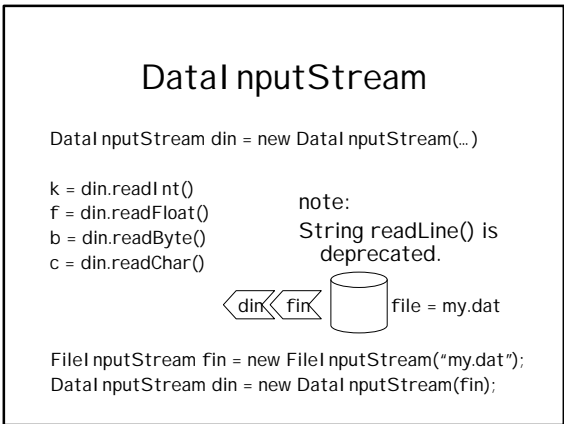 DataInputStream
DataInputStream din = new DataInputStream(…)
k = din.readInt()
f = din.readFloat()
b = din.readByte()
c = din.readChar()
note:
String readLine() is
deprecated.
din fin file = my.dat
FileInputStream fin = new FileInputStream(“my.dat”);
DataInputStream din = new DataInputStream(fin);